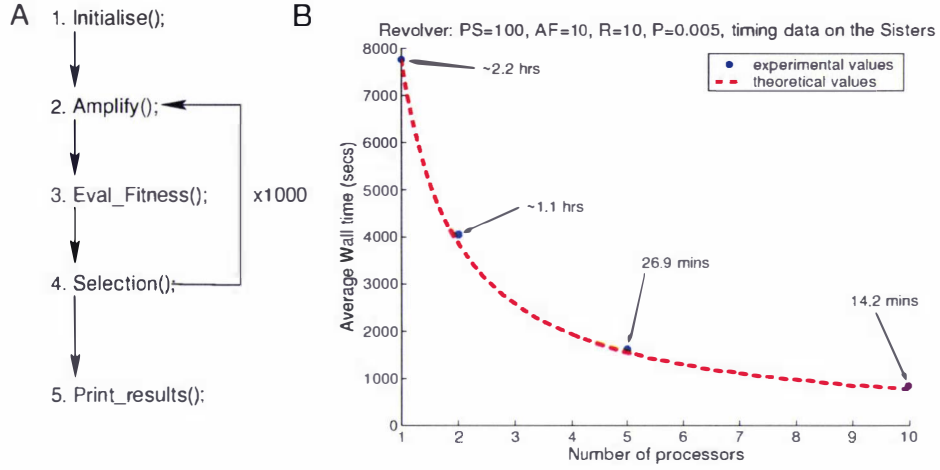 A
1. Initialise();
2. Amplify();
3. Eval_Fitness();
x1000
4. Selection();
5. Print_results();
B
Revolver: PS=100, AF=10, R=10, P=0.005, timing data on the Sisters
experimental values
theoretical values
Average Wall time (secs)
8000
7000
6000
5000
4000
3000
2000
1000
0
~2.2 hrs
~1.1 hrs
26.9 mins
14.2 mins
1 2 3 4 5 6 7 8 9 10
Number of processors